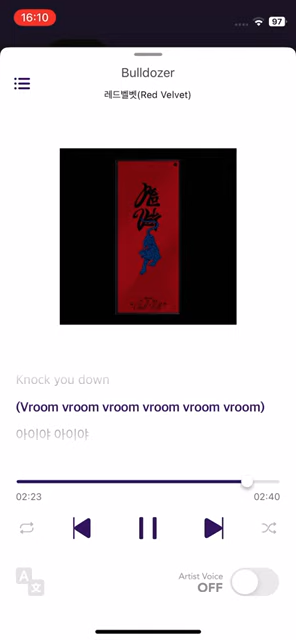 16:10
97
Bulldozer
레드벨벳(Red Velvet)
Knock you down
(Vroom vroom vroom vroom vroom vroom)
아이야 아이야
02:23
02:40
A
文
Artist Voice
OFF